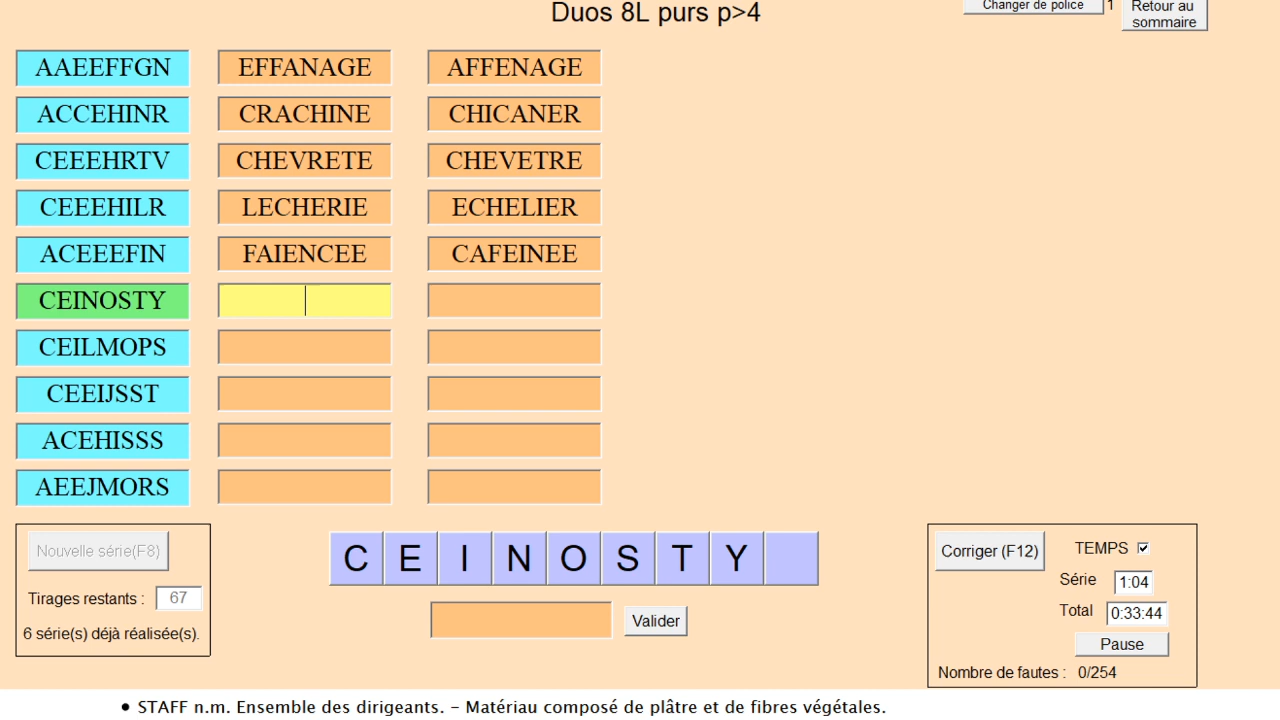 Duos 8L purs p>4
Changer de police 1 Retour au sommaire
AAEEFFGN EFFANAGE AFFENAGE
ACCEHINR CRACHINE CHICANER
CEEEHRTV CHEVRETE CHEVETRE
CEEEHILR LECHERIE ECHELIER
ACEEEFIN FAIENCEE CAFEINEE
CEINOSTY
CEILMOPS
CEEIJSST
ACEHISSS
AEEJMORS
Nouvelle série(F8)
Tirages restants : 67
6 série(s) déjà réalisée(s).
C E I N O S T Y
Valider
Corriger (F12) TEMPS
Série 1:04
Total 0:33:44
Pause
Nombre de fautes : 0/254
• STAFF n.m. Ensemble des dirigeants. – Matériau composé de plâtre et de fibres végétales.